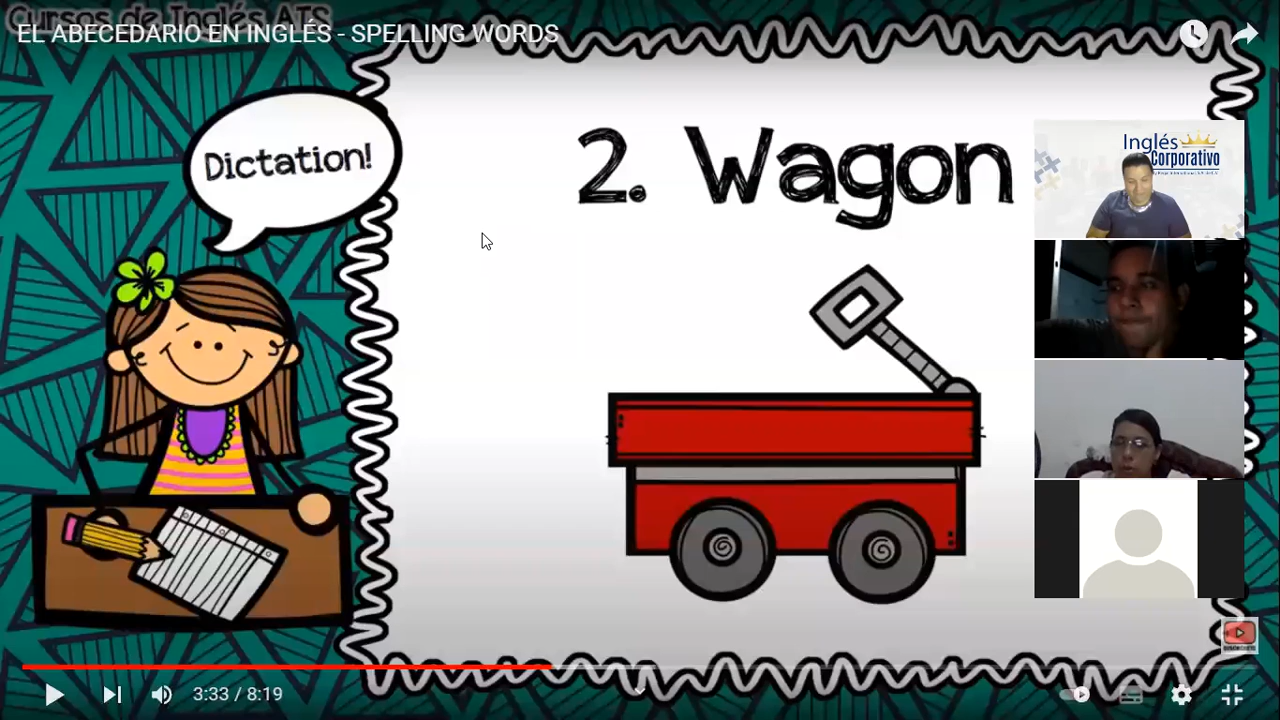 Cursos de Inglés ATS
EL ABECEDARIO EN INGLÉS - SPELLING WORDS
Dictation!
2. Wagon
Inglés
Corporativo
3:33 / 8:19